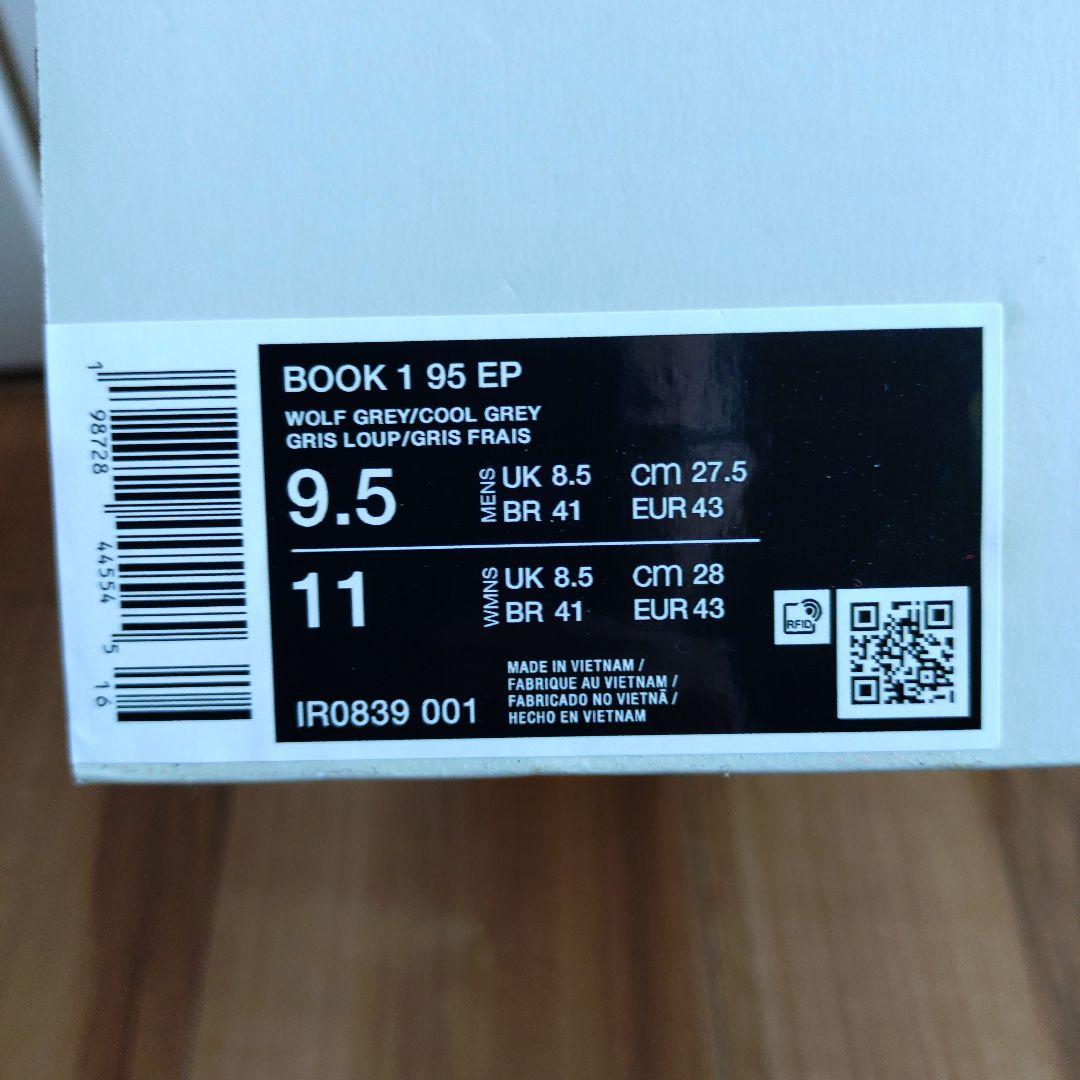 BOOK 1 95 EP
WOLF GREY/COOL GREY
GRIS LOUP/GRIS FRAIS
9.5 MENS UK 8.5 cm 27.5
BR 41 EUR 43
11 WMNS UK 8.5 cm 28
BR 41 EUR 43
RFID
IR0839 001
MADE IN VIETNAM /
FABRIQUE AU VIETNAM /
FABRICADO NO VIETNÃ /
HECHO EN VIETNAM
1 98728 44554 5 16